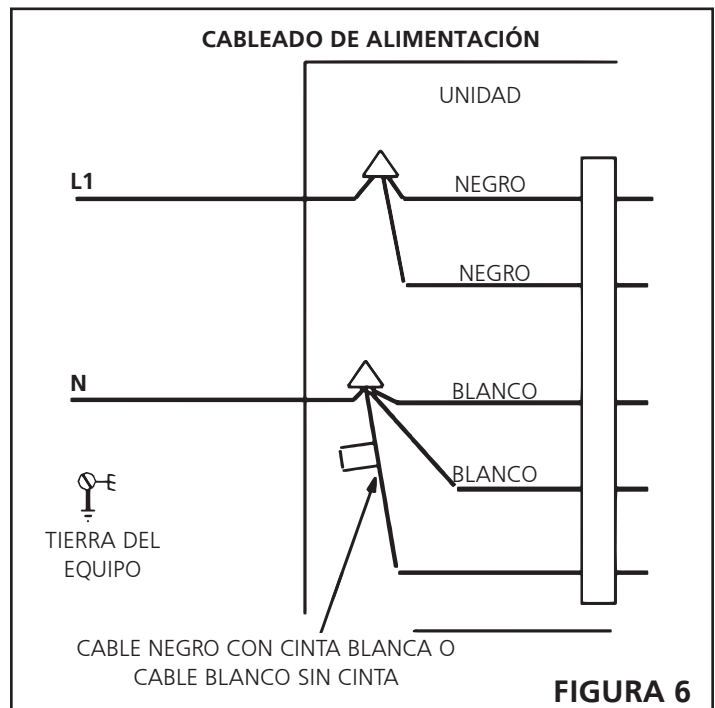 CABLEADO DE ALIMENTACIÓN
UNIDAD
L1
NEGRO
NEGRO
N
BLANCO
BLANCO
TIERRA DEL
EQUIPO
CABLE NEGRO CON CINTA BLANCA O
CABLE BLANCO SIN CINTA
FIGURA 6